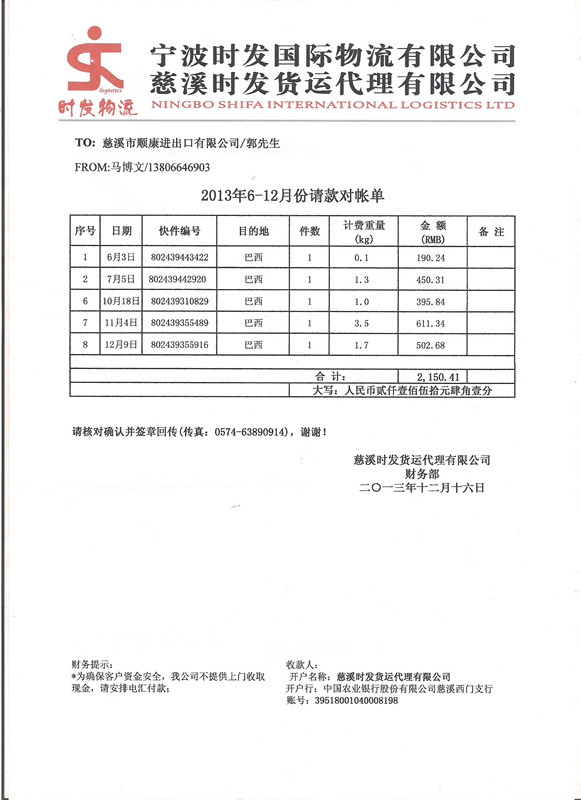 宁波时发国际物流有限公司
慈溪时发货运代理有限公司
NINGBO SHIFA INTERNATIONAL LOGISTICS LTD
SK
logistics
时发物流
TO: 慈溪市顺康进出口有限公司/郭先生
FROM:马博文/13806646903
2013年6-12月份请款对帐单
序号 日期 快件编号 目的地 件数 计费重量(kg) 金 额(RMB) 备 注
1 6月3日 802439443422 巴西 1 0.1 190.24
2 7月5日 802439442920 巴西 1 1.3 450.31
6 10月18日 802439310829 巴西 1 1.0 395.84
7 11月4日 802439355489 巴西 1 3.5 611.34
8 12月9日 802439355916 巴西 1 1.7 502.68
合 计: 2,150.41
大写: 人民币贰仟壹佰伍拾元肆角壹分
请核对确认并签章回传(传真: 0574-63890914), 谢谢!
慈溪时发货运代理有限公司
财务部
二〇一三年十二月十六日
财务提示:
*为确保客户资金安全, 我公司不提供上门收取
现金, 请安排电汇付款;
收款人:
开户名称: 慈溪时发货运代理有限公司
开户行: 中国农业银行股份有限公司慈溪西门支行
账号: 39518001040008198